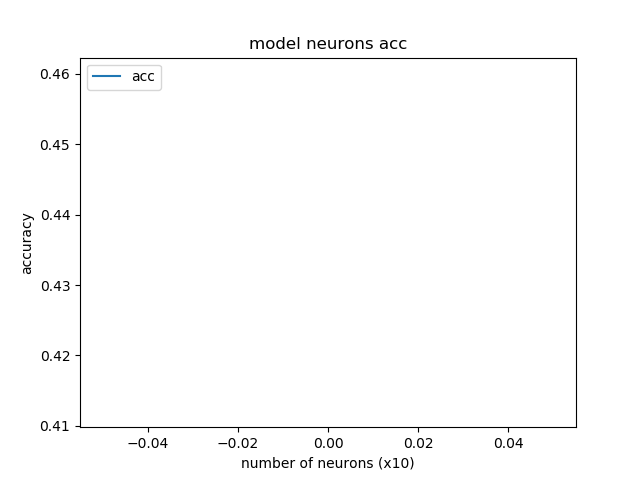 model neurons acc
acc
accuracy
0.46
0.45
0.44
0.43
0.42
0.41
−0.04 −0.02 0.00 0.02 0.04
number of neurons (x10)